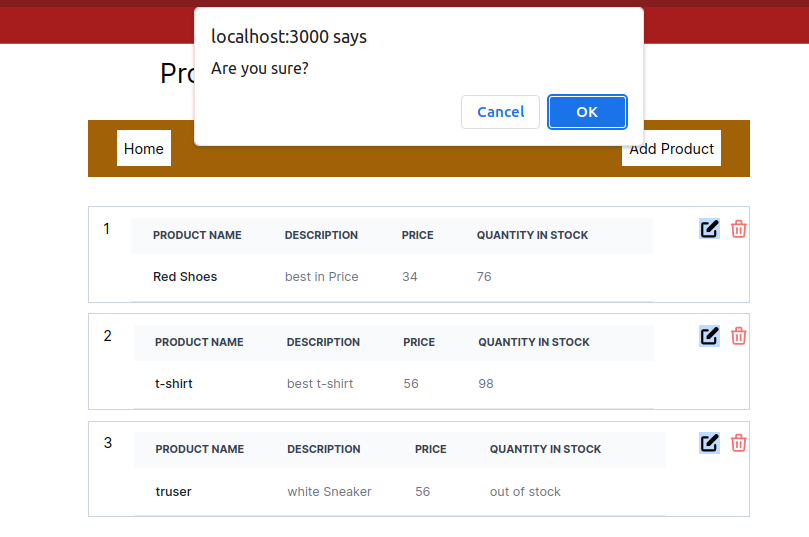 localhost:3000 says
Are you sure?
Cancel OK
Home Add Product
1 PRODUCT NAME DESCRIPTION PRICE QUANTITY IN STOCK
Red Shoes best in Price 34 76
2 PRODUCT NAME DESCRIPTION PRICE QUANTITY IN STOCK
t-shirt best t-shirt 56 98
3 PRODUCT NAME DESCRIPTION PRICE QUANTITY IN STOCK
truser white Sneaker 56 out of stock